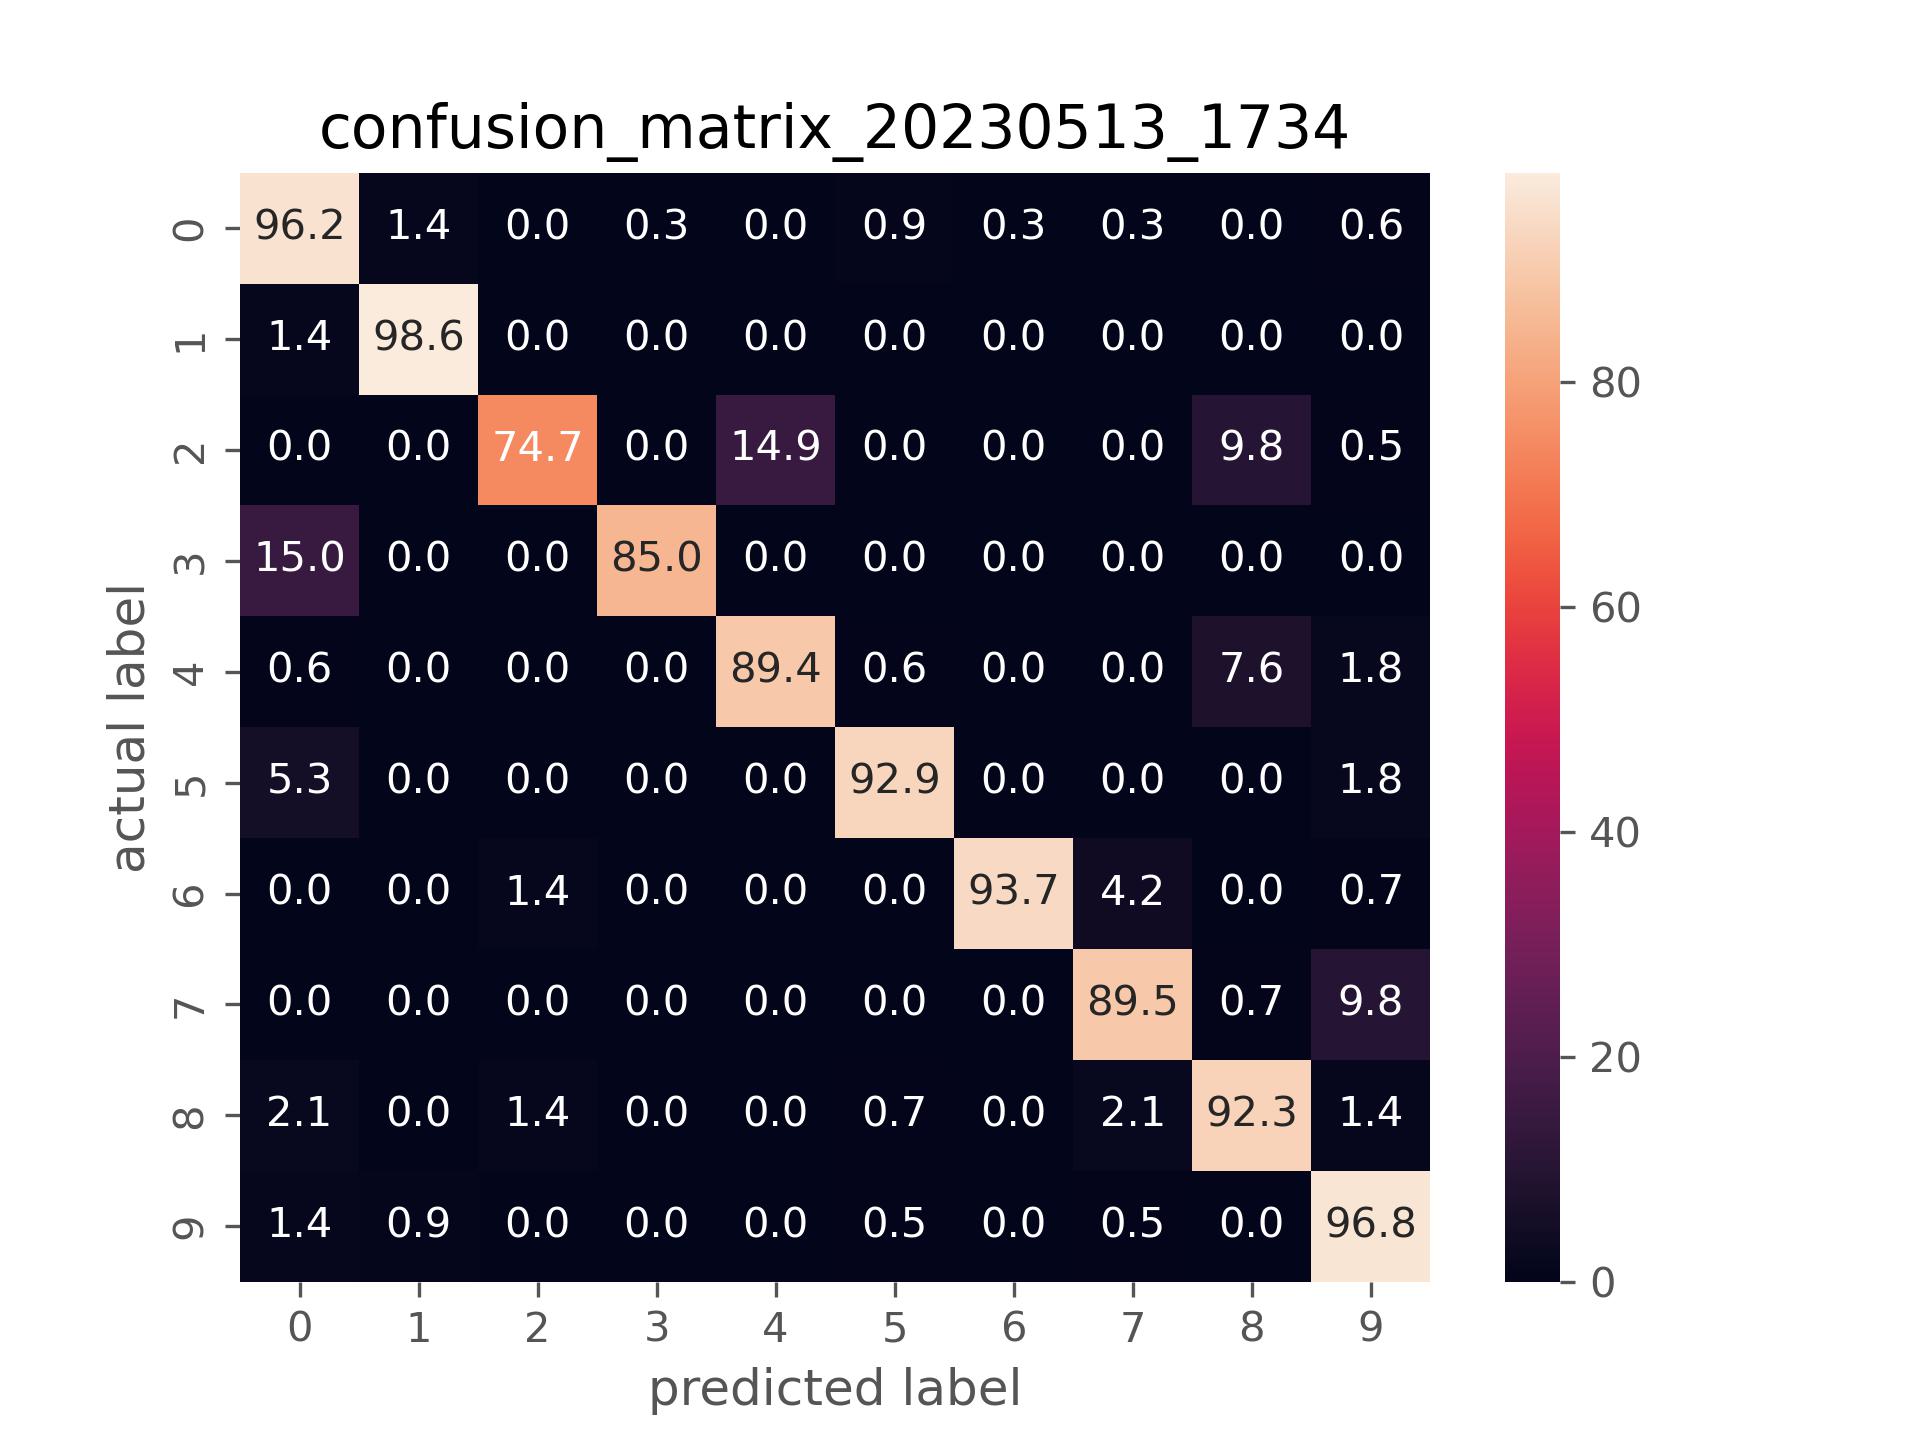 confusion_matrix_20230513_1734
0 96.2 1.4 0.0 0.3 0.0 0.9 0.3 0.3 0.0 0.6
1 1.4 98.6 0.0 0.0 0.0 0.0 0.0 0.0 0.0 0.0
2 0.0 0.0 74.7 0.0 14.9 0.0 0.0 0.0 9.8 0.5
3 15.0 0.0 0.0 85.0 0.0 0.0 0.0 0.0 0.0 0.0
4 0.6 0.0 0.0 0.0 89.4 0.6 0.0 0.0 7.6 1.8
5 5.3 0.0 0.0 0.0 0.0 92.9 0.0 0.0 0.0 1.8
6 0.0 0.0 1.4 0.0 0.0 0.0 93.7 4.2 0.0 0.7
7 0.0 0.0 0.0 0.0 0.0 0.0 0.0 89.5 0.7 9.8
8 2.1 0.0 1.4 0.0 0.0 0.7 0.0 2.1 92.3 1.4
9 1.4 0.9 0.0 0.0 0.0 0.5 0.0 0.5 0.0 96.8
0 1 2 3 4 5 6 7 8 9
predicted label
actual label
80
60
40
20
0